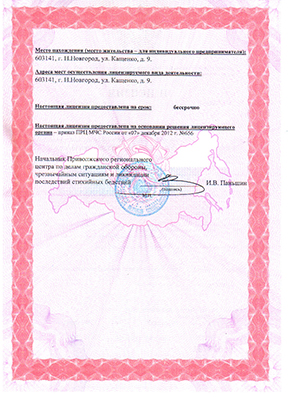 Место нахождения (место жительства – для индивидуального предпринимателя):
603141, г. Н.Новгород, ул. Кащенко, д. 9.
Адреса мест осуществления лицензируемого вида деятельности:
603141, г. Н.Новгород, ул. Кащенко, д. 9.
Настоящая лицензия предоставлена на срок: бессрочно
Настоящая лицензия предоставлена на основании решения лицензирующего
органа – приказ ПРЦ МЧС России от «07» декабря 2012 г. №656
Начальник Приволжского регионального
центра по делам гражданской обороны,
чрезвычайным ситуациям и ликвидации
последствий стихийных бедствий И.В. Паньшин
(подпись)
М.П.